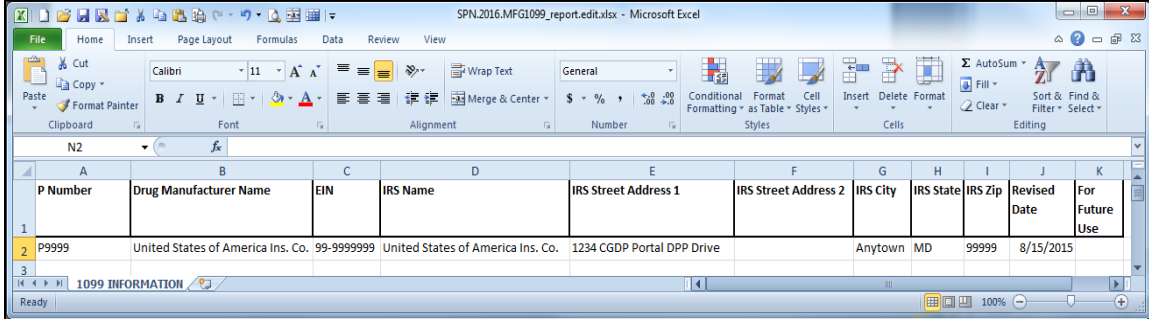 SPN.2016.MFG1099_report.edit.xlsx - Microsoft Excel
File Home Insert Page Layout Formulas Data Review View
Paste
Cut
Copy
Format Painter
Clipboard
Calibri 11
B I U
Font
Wrap Text
Merge & Center
Alignment
General
$ % ,
Number
Conditional Formatting
Format as Table
Cell Styles
Styles
Insert Delete Format
Cells
Σ AutoSum
Fill
Clear
Sort & Filter
Find & Select
Editing
N2 fx
A B C D E F G H I J K
1 P Number Drug Manufacturer Name EIN IRS Name IRS Street Address 1 IRS Street Address 2 IRS City IRS State IRS Zip Revised Date For Future Use
2 P9999 United States of America Ins. Co. 99-9999999 United States of America Ins. Co. 1234 CGDP Portal DPP Drive Anytown MD 99999 8/15/2015
3
1099 INFORMATION
Ready 100%